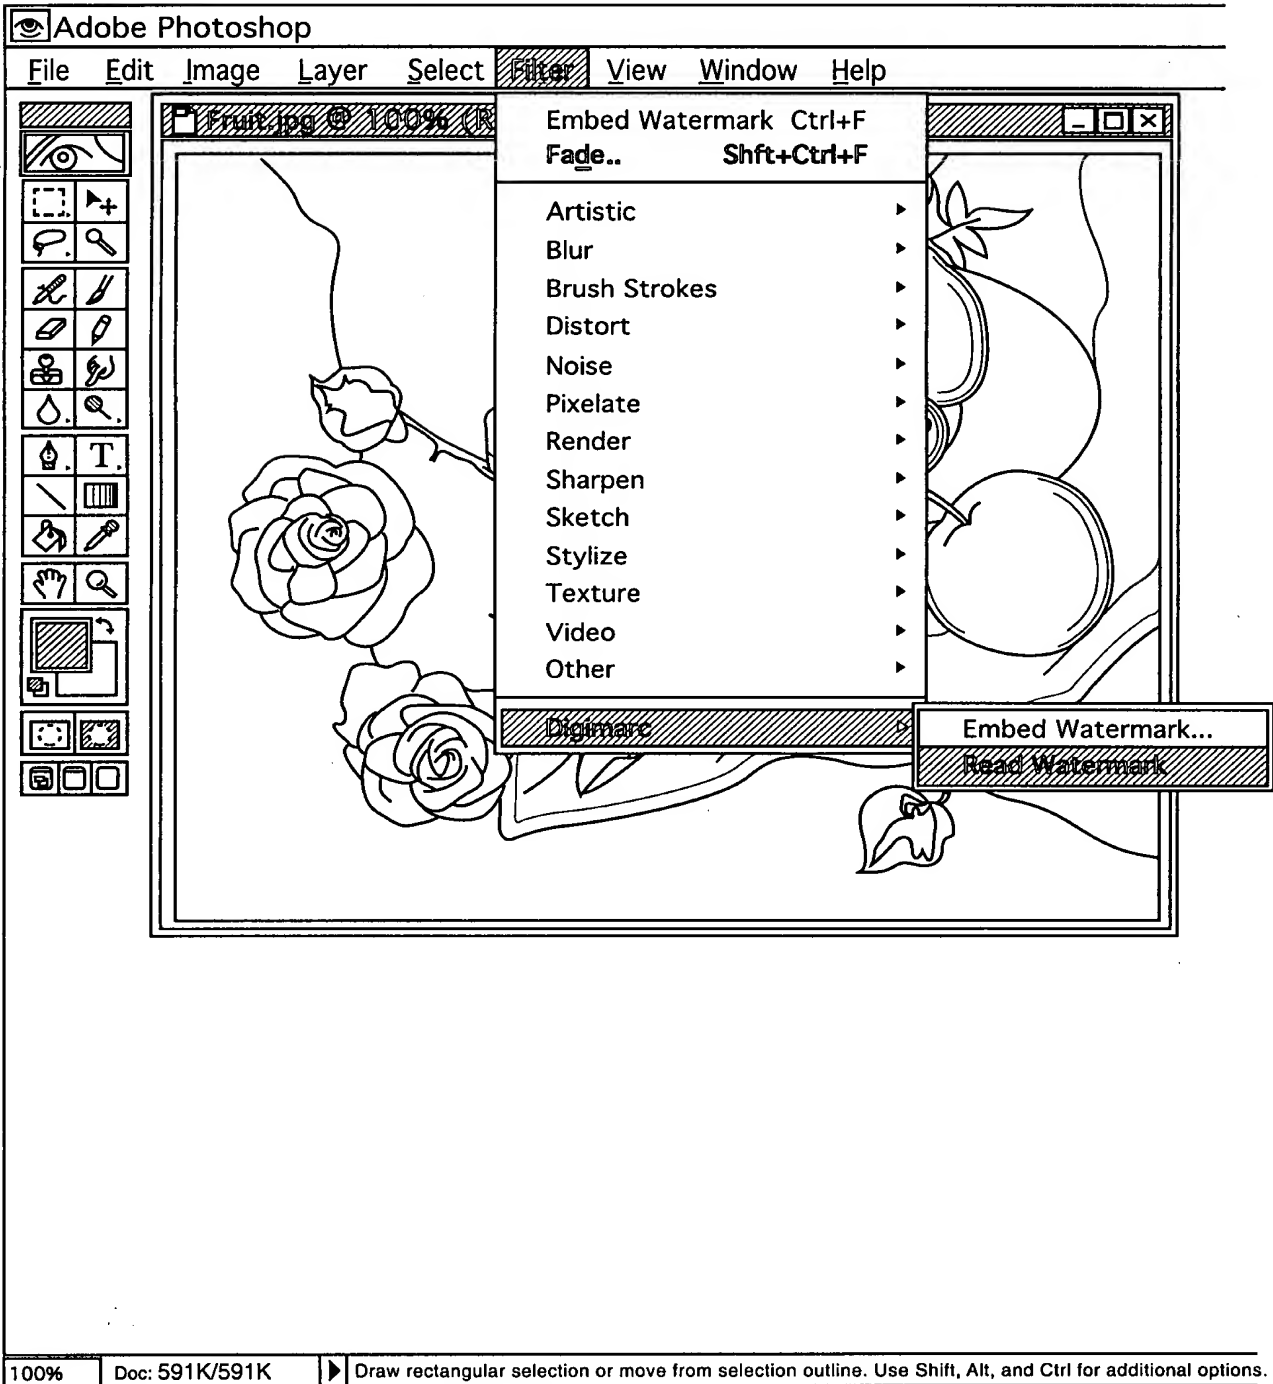 Adobe Photoshop
File Edit Image Layer Select Filter View Window Help
Fruit.jpg @ 100% (R
Embed Watermark Ctrl+F
Fade.. Shft+Ctrl+F
Artistic
Blur
Brush Strokes
Distort
Noise
Pixelate
Render
Sharpen
Sketch
Stylize
Texture
Video
Other
Digimarc
Embed Watermark...
Read Watermark
T
100% Doc: 591K/591K Draw rectangular selection or move from selection outline. Use Shift, Alt, and Ctrl for additional options.